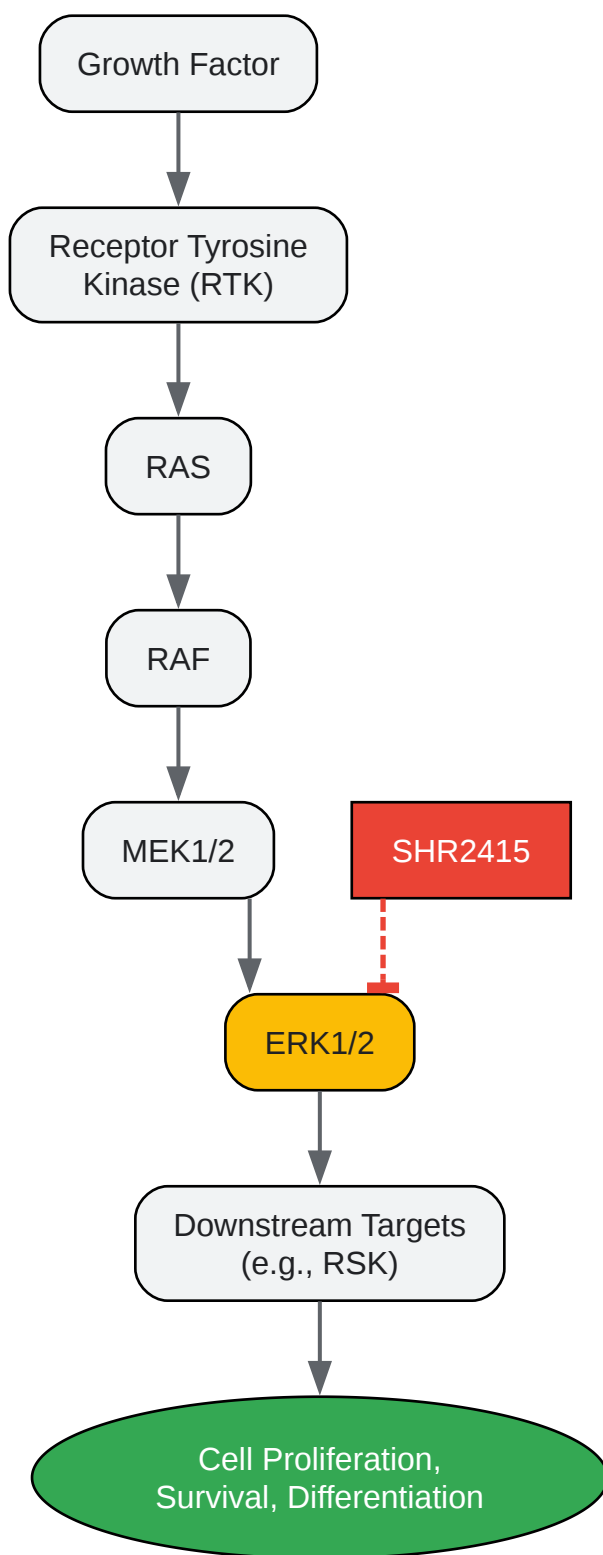 Growth Factor
Receptor Tyrosine
Kinase (RTK)
RAS
RAF
MEK1/2
SHR2415
ERK1/2
Downstream Targets
(e.g., RSK)
Cell Proliferation,
Survival, Differentiation